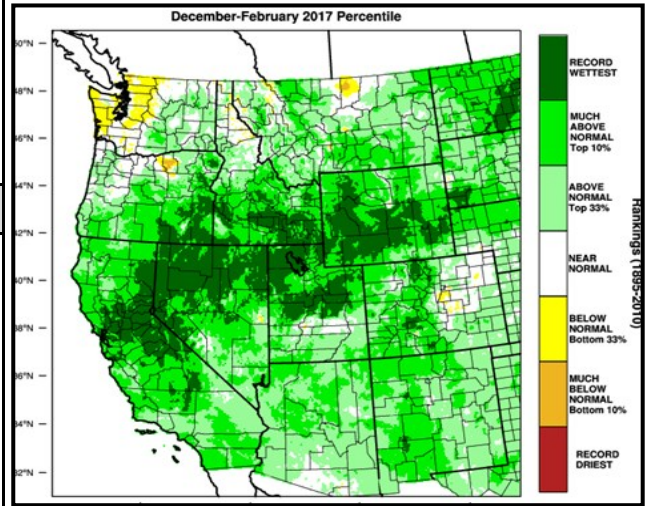 December-February 2017 Percentile
50°N
48°N
46°N
44°N
42°N
40°N
38°N
36°N
34°N
32°N
RECORD
WETTEST
MUCH
ABOVE
NORMAL
Top 10%
ABOVE
NORMAL
Top 33%
NEAR
NORMAL
BELOW
NORMAL
Bottom 33%
MUCH
BELOW
NORMAL
Bottom 10%
RECORD
DRIEST
Rankings (1895-2010)